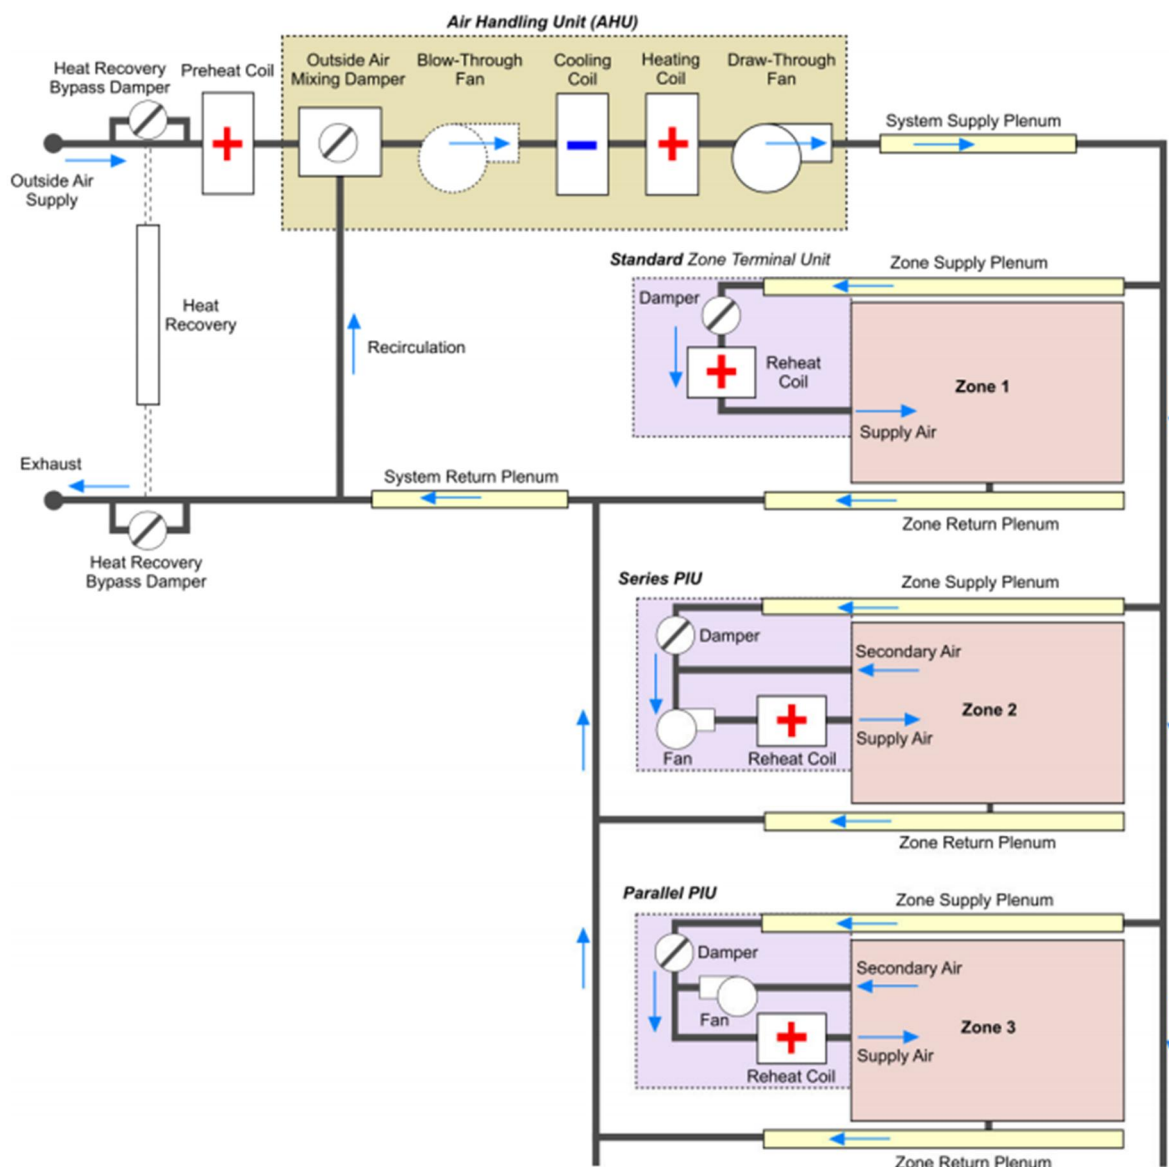 Air Handling Unit (AHU)
Heat Recovery
Bypass Damper
Preheat Coil
Outside Air
Mixing Damper
Blow-Through
Fan
Cooling
Coil
Heating
Coil
Draw-Through
Fan
System Supply Plenum
Outside Air
Supply
Standard Zone Terminal Unit
Zone Supply Plenum
Damper
Heat
Recovery
Recirculation
Reheat
Coil
Zone 1
Supply Air
Exhaust
System Return Plenum
Zone Return Plenum
Heat Recovery
Bypass Damper
Series PIU
Zone Supply Plenum
Damper
Secondary Air
Zone 2
Supply Air
Fan
Reheat Coil
Zone Return Plenum
Parallel PIU
Zone Supply Plenum
Damper
Secondary Air
Fan
Zone 3
Supply Air
Reheat Coil
Zone Return Plenum